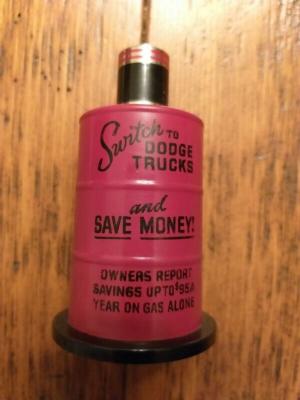 Switch TO
DODGE
TRUCKS
and
SAVE MONEY!
OWNERS REPORT
SAVINGS UP TO $95 A
YEAR ON GAS ALONE